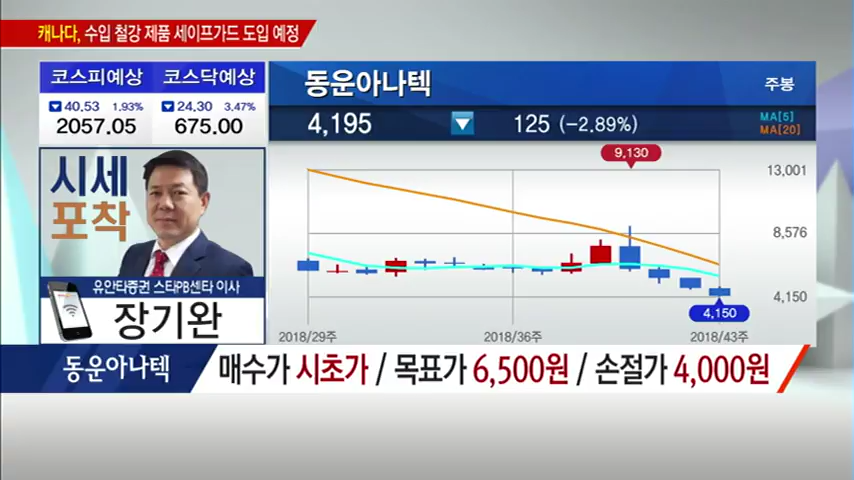 캐나다, 수입 철강 제품 세이프가드 도입 예정
코스피예상 코스닥예상
40.53 1.93% 24.30 3.47%
2057.05 675.00
동운아나텍 주봉
4,195 125 (-2.89%)
MA[5]
MA[20]
시세
포착
유안타증권 스타PB센타 이사
장기완
9,130
13,001
8,576
4,150
4,150
2018/29주 2018/36주 2018/43주
동운아나텍 매수가 시초가 / 목표가 6,500원 / 손절가 4,000원